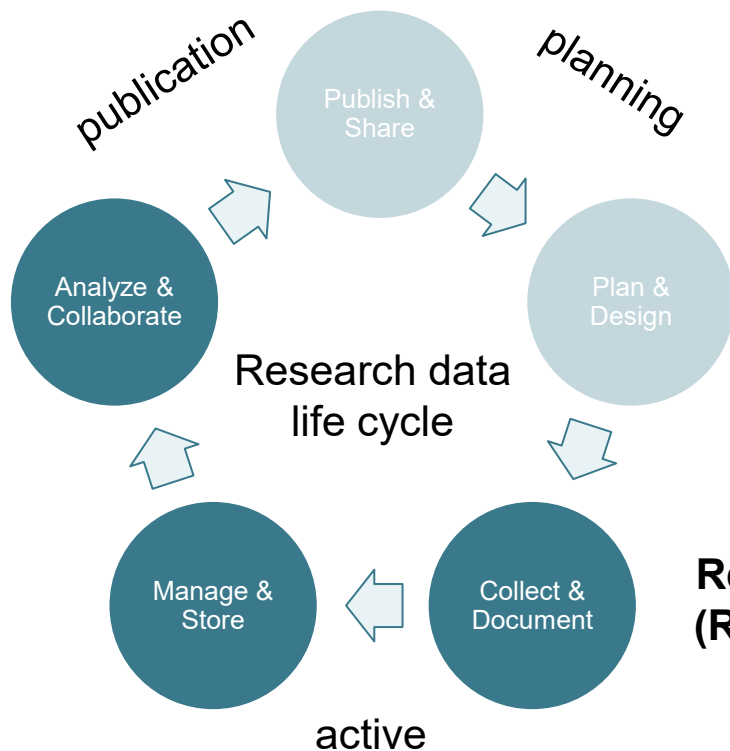 publication
planning
Publish &
Share
Analyze &
Collaborate
Plan &
Design
Research data
life cycle
Manage &
Store
Collect &
Document
(R
active